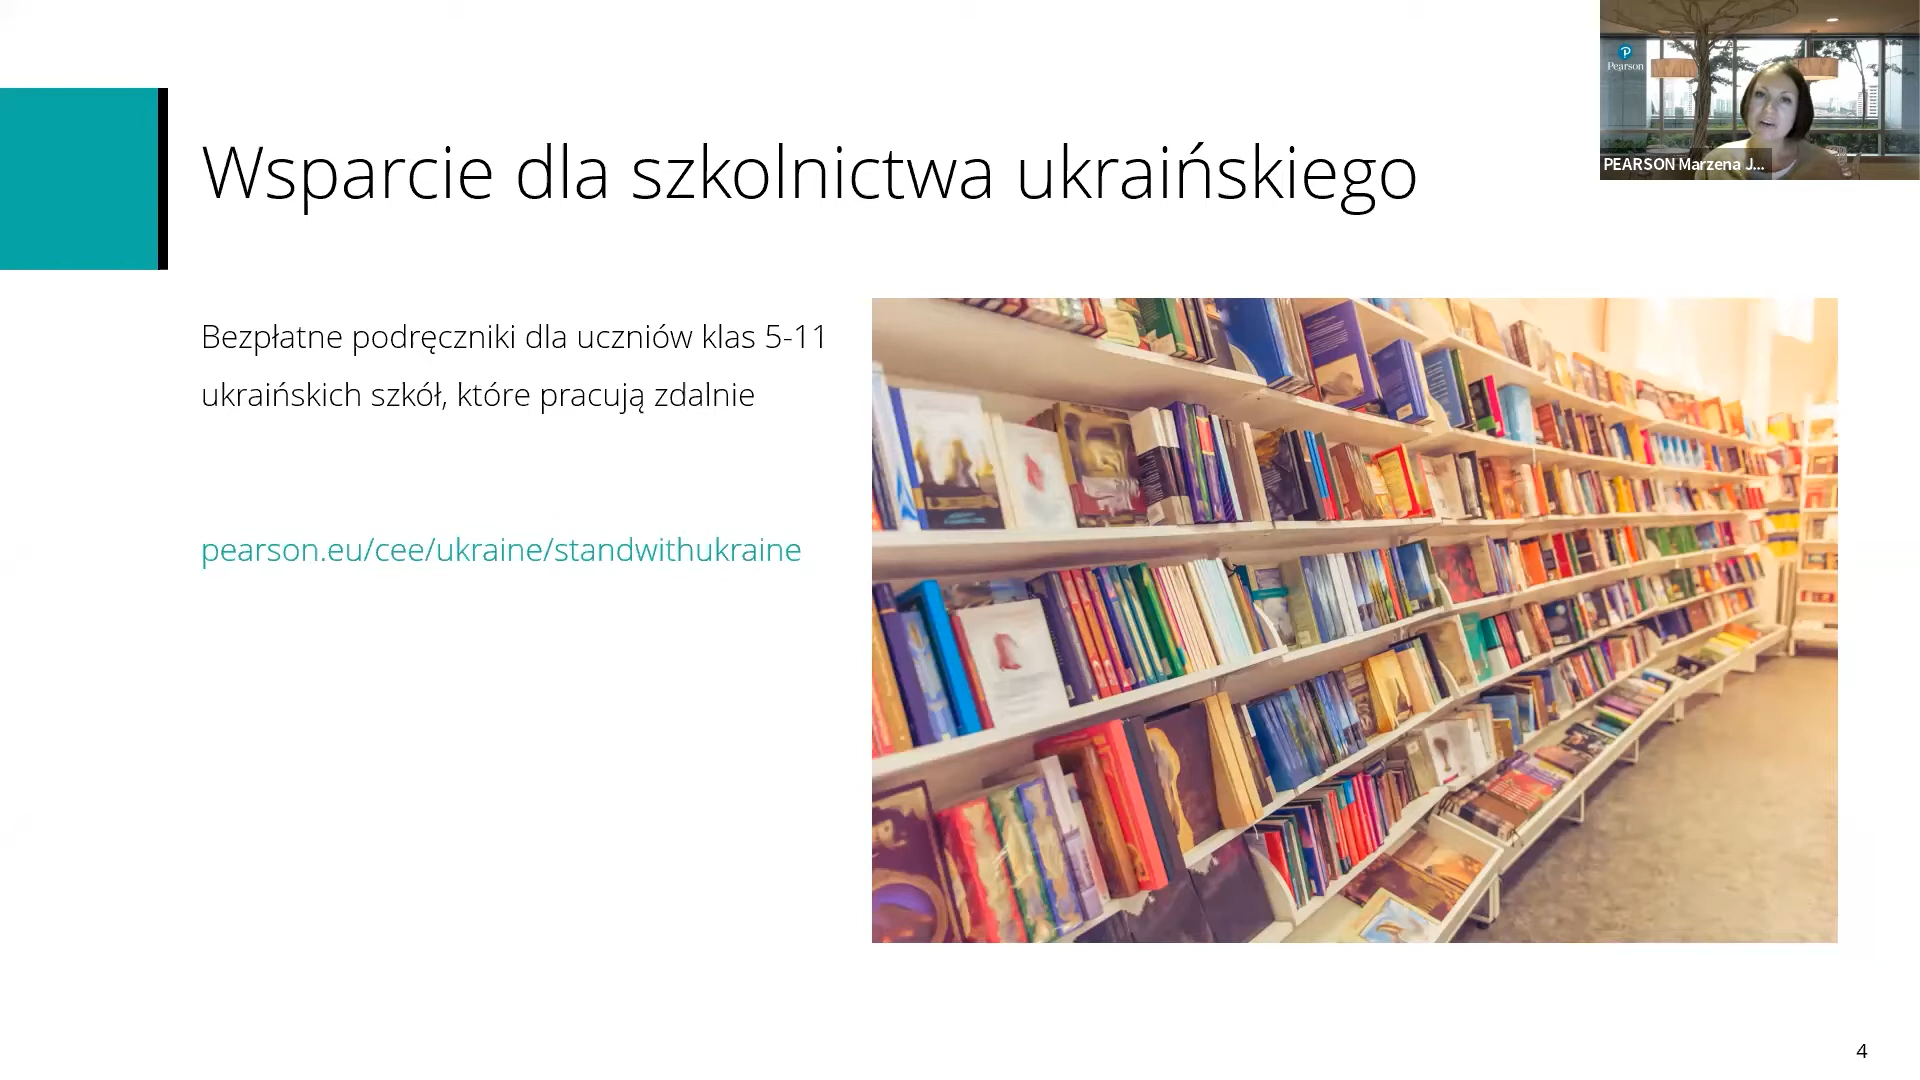 Pearson
PEARSON Marzena J...
Wsparcie dla szkolnictwa ukraińskiego
Bezpłatne podręczniki dla uczniów klas 5-11
ukraińskich szkół, które pracują zdalnie
pearson.eu/cee/ukraine/standwithukraine
4